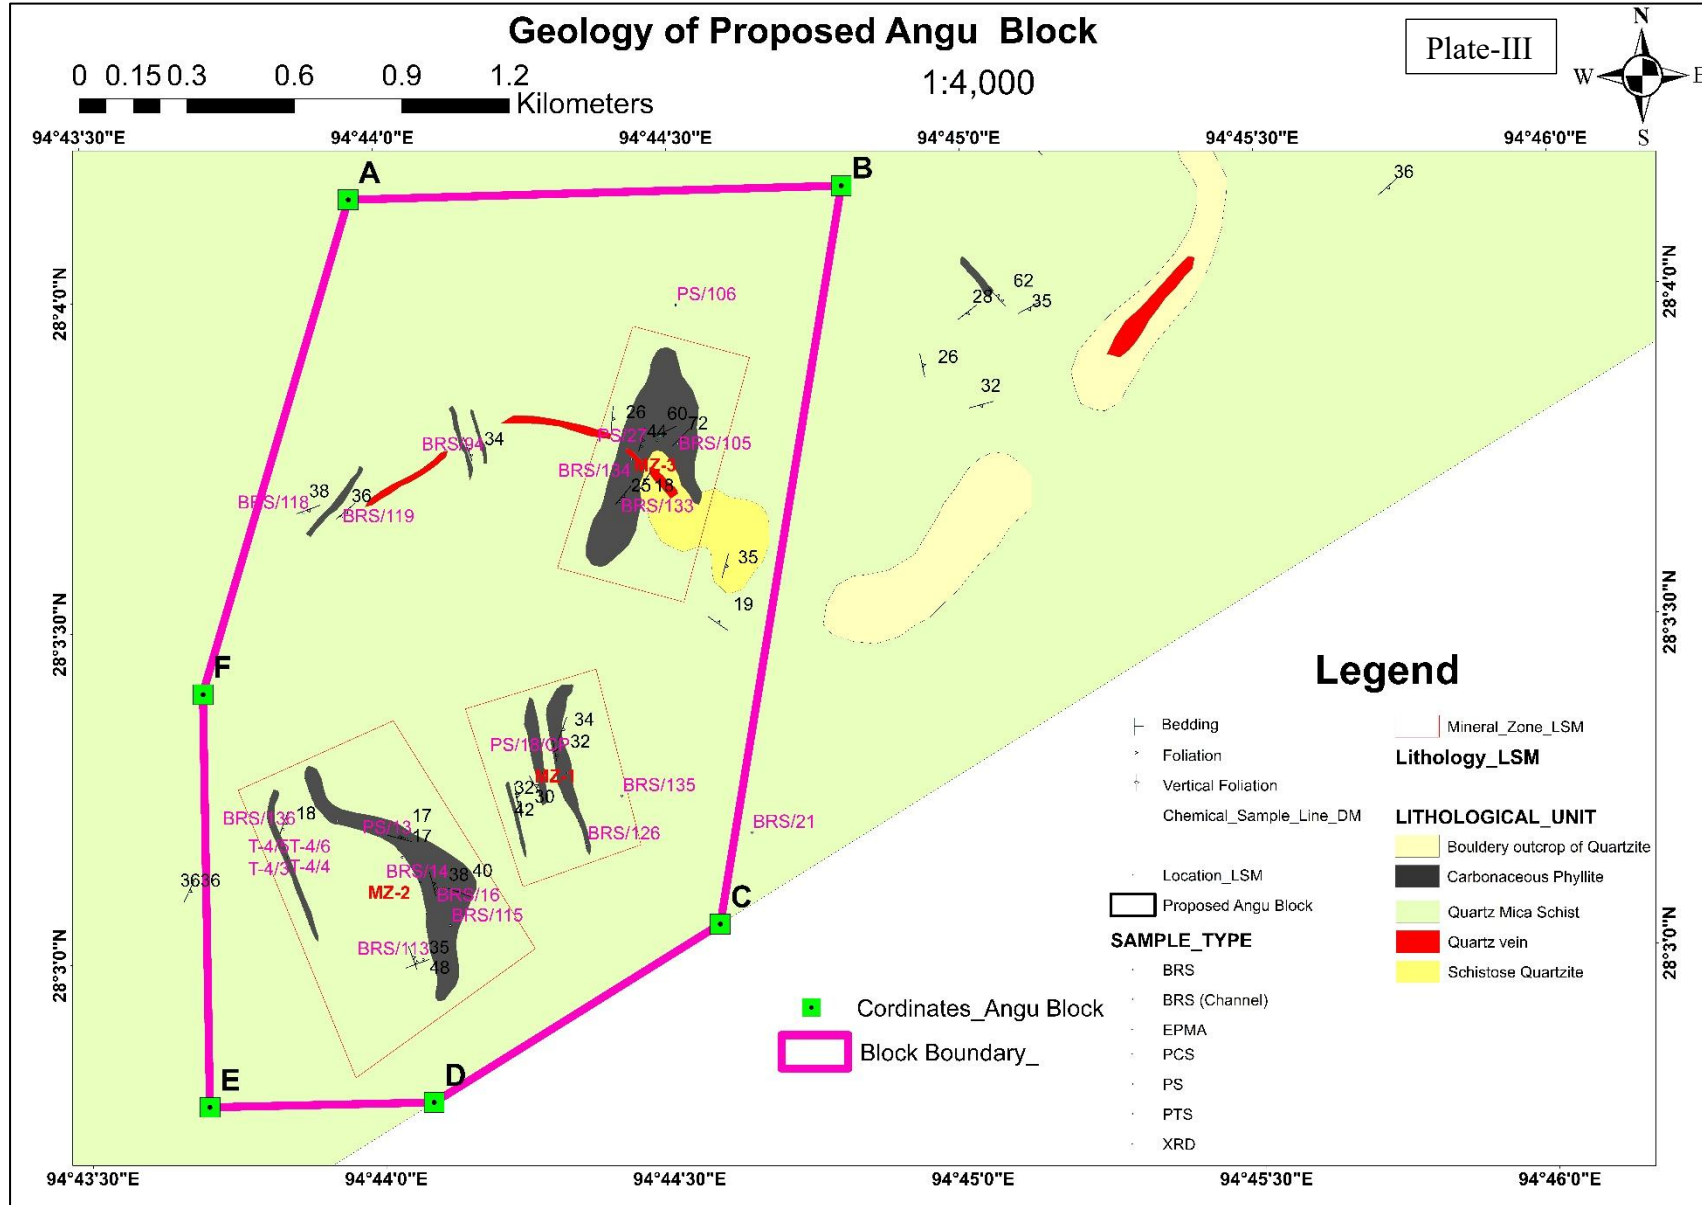 Geology of Proposed Angu Block
Plate-III
N
W
E
S
0 0.15 0.3 0.6 0.9 1.2
Kilometers
1:4,000
94°43'30"E 94°44'0"E 94°44'30"E 94°45'0"E 94°45'30"E 94°46'0"E
A
B
36
28°4'0"N
28°4'0"N
PS/106
62
28
35
26
32
26
60
72
PS/27
44
BRS/105
BRS/94
34
BRS/134
MZ-3
25
18
BRS/133
BRS/118
38
36
BRS/119
35
19
28°3'30"N
28°3'30"N
F
34
PS/18/OP
32
MZ-1
32
30
42
BRS/135
BRS/126
BRS/21
BRS/136
18
T-4/5T-4/6
T-4/3T-4/4
PS/13
17
17
BRS/14
38
40
MZ-2
BRS/16
BRS/115
3636
BRS/113
35
48
C
28°3'0"N
28°3'0"N
E
D
Cordinates_Angu Block
Block Boundary_
Legend
Bedding
Foliation
Vertical Foliation
Chemical_Sample_Line_DM
Location_LSM
Proposed Angu Block
SAMPLE_TYPE
BRS
BRS (Channel)
EPMA
PCS
PS
PTS
XRD
Mineral_Zone_LSM
Lithology_LSM
LITHOLOGICAL_UNIT
Bouldery outcrop of Quartzite
Carbonaceous Phyllite
Quartz Mica Schist
Quartz vein
Schistose Quartzite
94°43'30"E 94°44'0"E 94°44'30"E 94°45'0"E 94°45'30"E 94°46'0"E